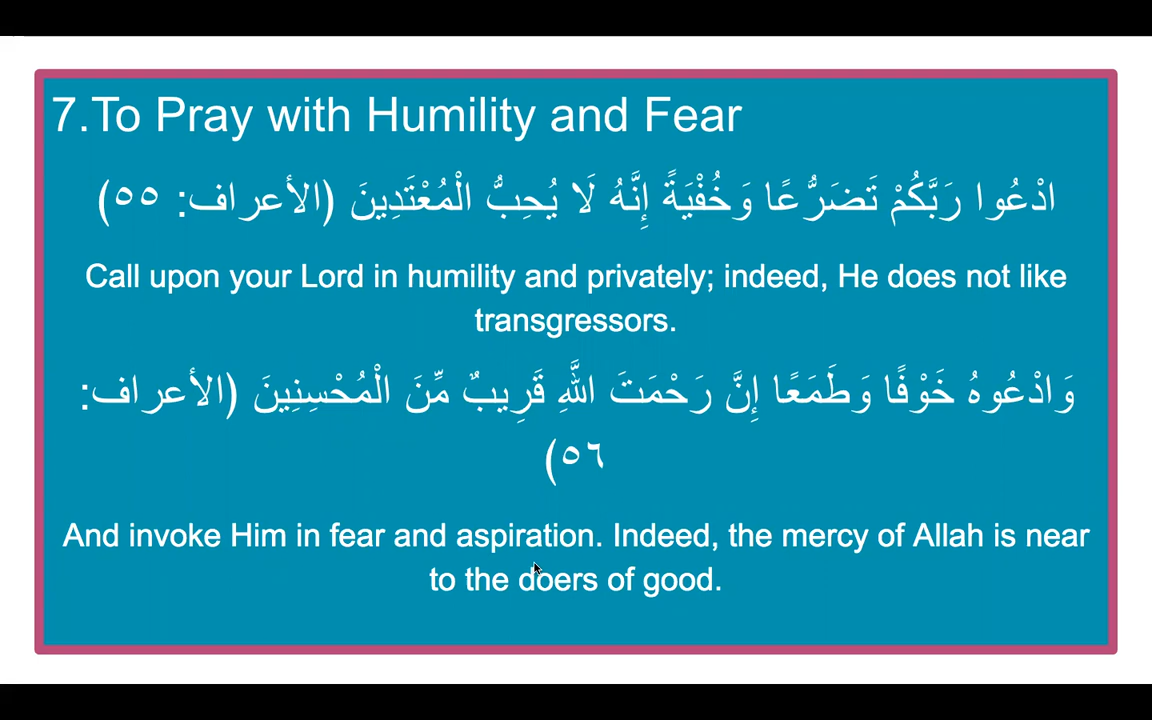 7.To Pray with Humility and Fear
ادْعُوا رَبَّكُمْ تَضَرُّعًا وَخُفْيَةً إِنَّهُ لَا يُحِبُّ الْمُعْتَدِينَ (الأعراف: ٥٥)
Call upon your Lord in humility and privately; indeed, He does not like
transgressors.
وَادْعُوهُ خَوْفًا وَطَمَعًا إِنَّ رَحْمَتَ اللَّهِ قَرِيبٌ مِّنَ الْمُحْسِنِينَ (الأعراف:
٥٦)
And invoke Him in fear and aspiration. Indeed, the mercy of Allah is near
to the doers of good.